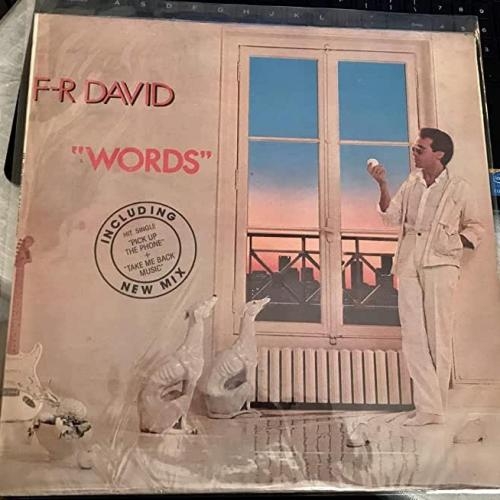 F-R DAVID
"WORDS"
INCLUDING
HIT SINGLE
"PICK UP
THE PHONE"
+
"TAKE ME BACK
MUSIC"
NEW MIX